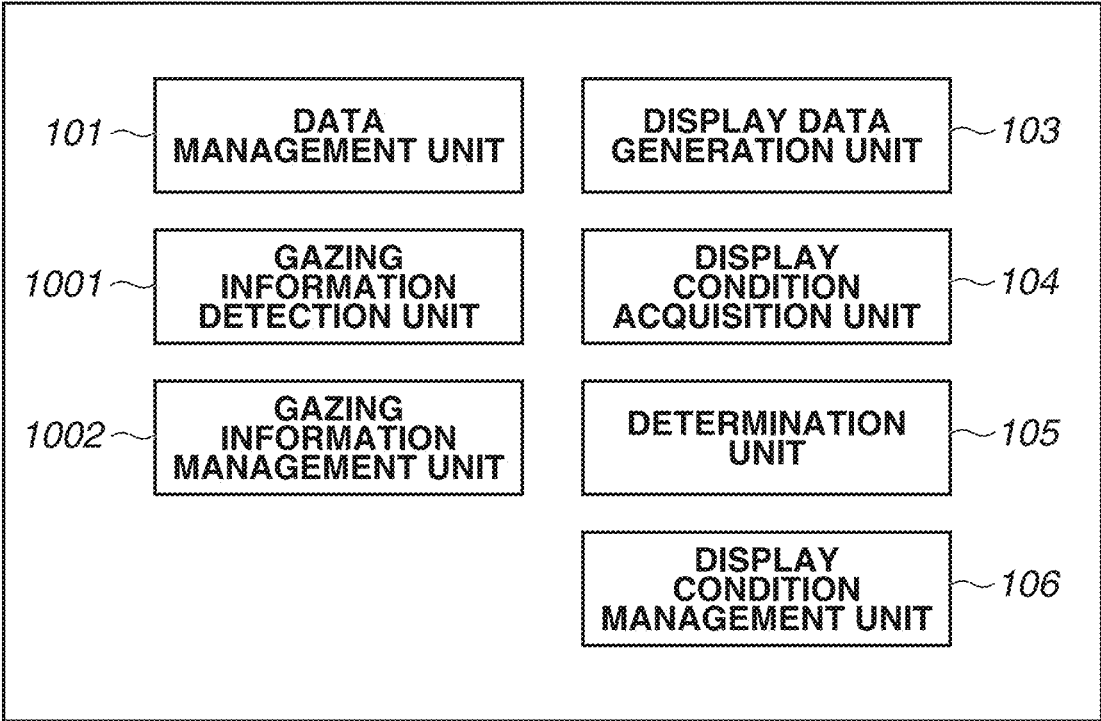 101
DATA
MANAGEMENT UNIT
DISPLAY DATA
GENERATION UNIT
103
1001
GAZING
INFORMATION
DETECTION UNIT
DISPLAY
CONDITION
ACQUISITION UNIT
104
1002
GAZING
INFORMATION
MANAGEMENT UNIT
DETERMINATION
UNIT
105
DISPLAY
CONDITION
MANAGEMENT UNIT
106